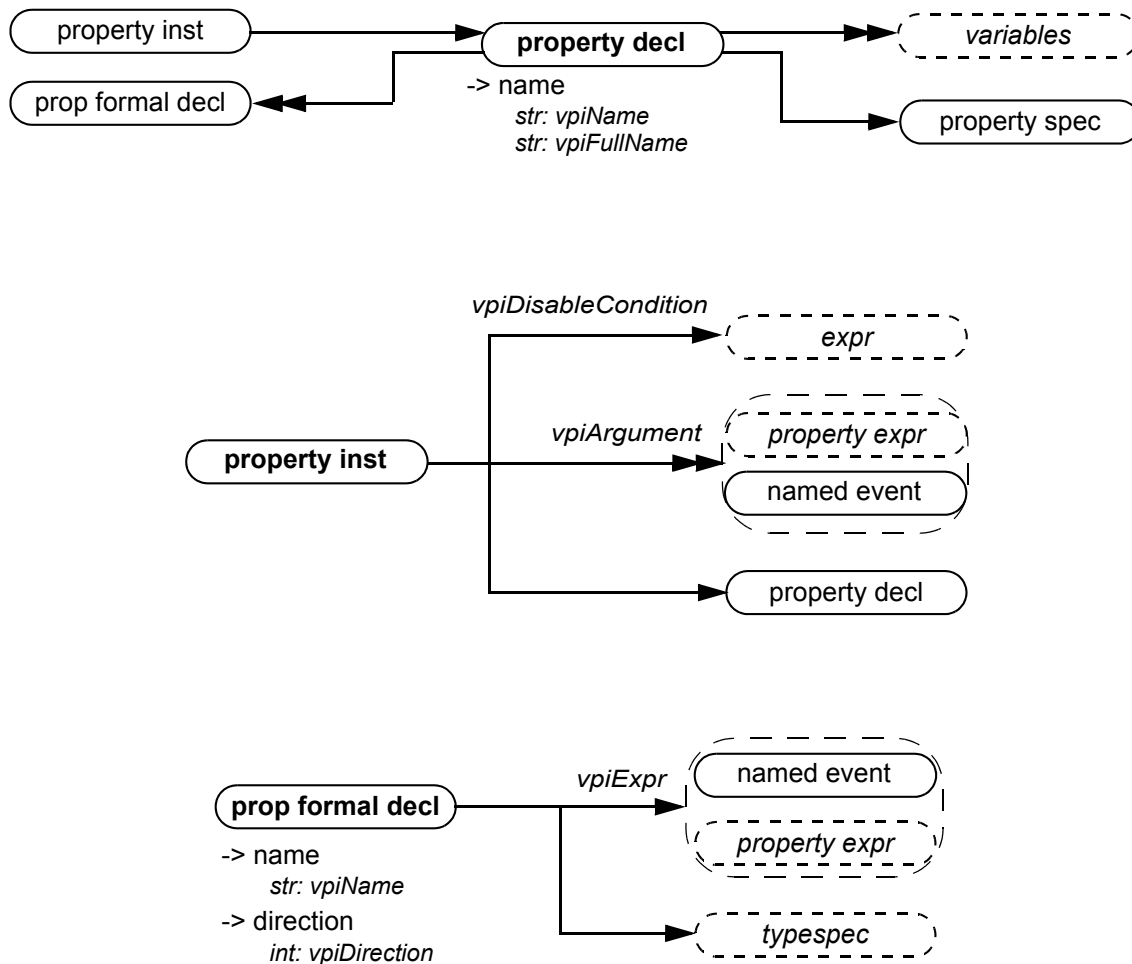 property inst
property decl
variables
-> name
prop formal decl
str: vpiName
property spec
str: vpiFullName
vpiDisableCondition
expr
vpiArgument
property expr
property inst
named event
property decl
vpiExpr
named event
prop formal decl
property expr
-> name
str: vpiName
-> direction
typespec
int: vpiDirection